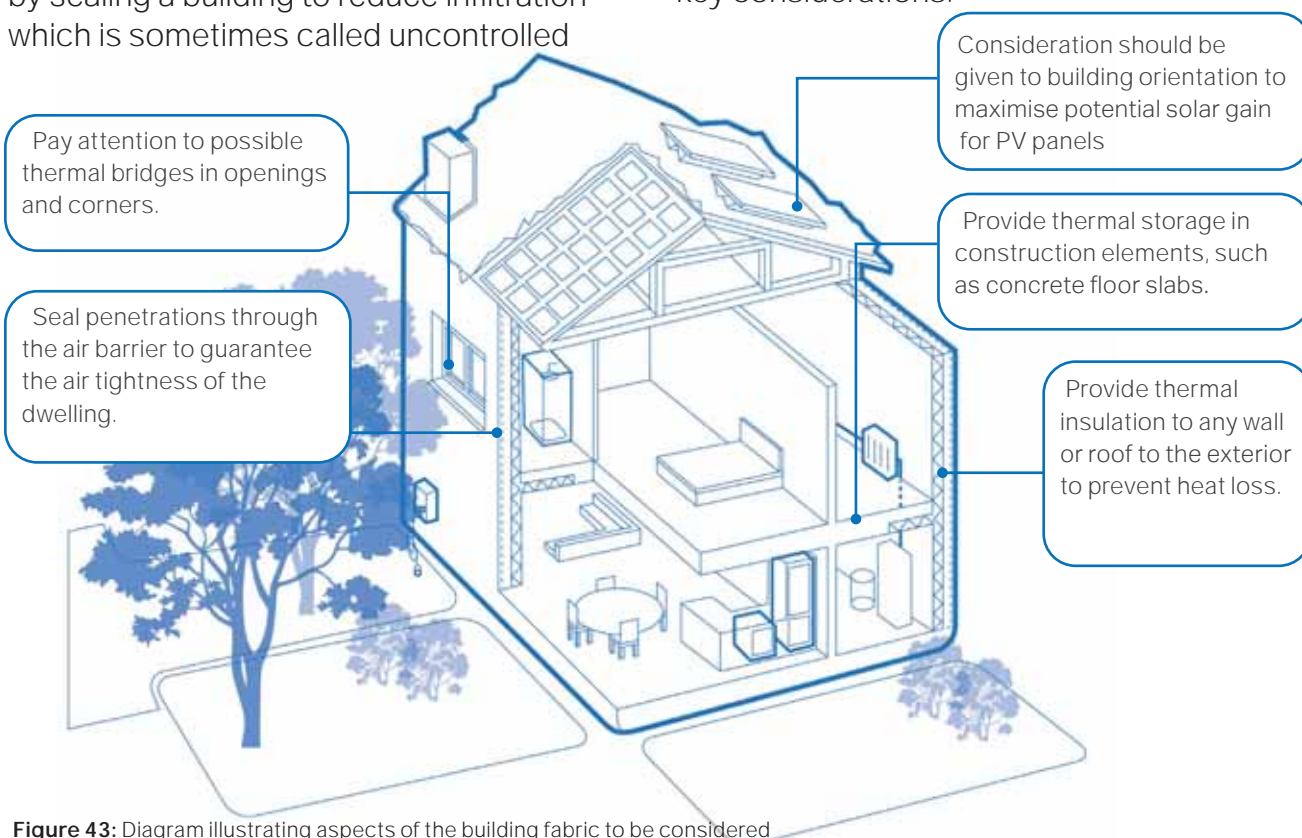 by sealing a building to reduce infiltration
which is sometimes called uncontrolled
key considerations.
Consideration should be
given to building orientation to
maximise potential solar gain
for PV panels
Pay attention to possible
thermal bridges in openings
and corners.
Provide thermal storage in
construction elements, such
as concrete floor slabs.
Seal penetrations through
the air barrier to guarantee
the air tightness of the
dwelling.
Provide thermal
insulation to any wall
or roof to the exterior
to prevent heat loss.
Figure 43: Diagram illustrating aspects of the building fabric to be considered